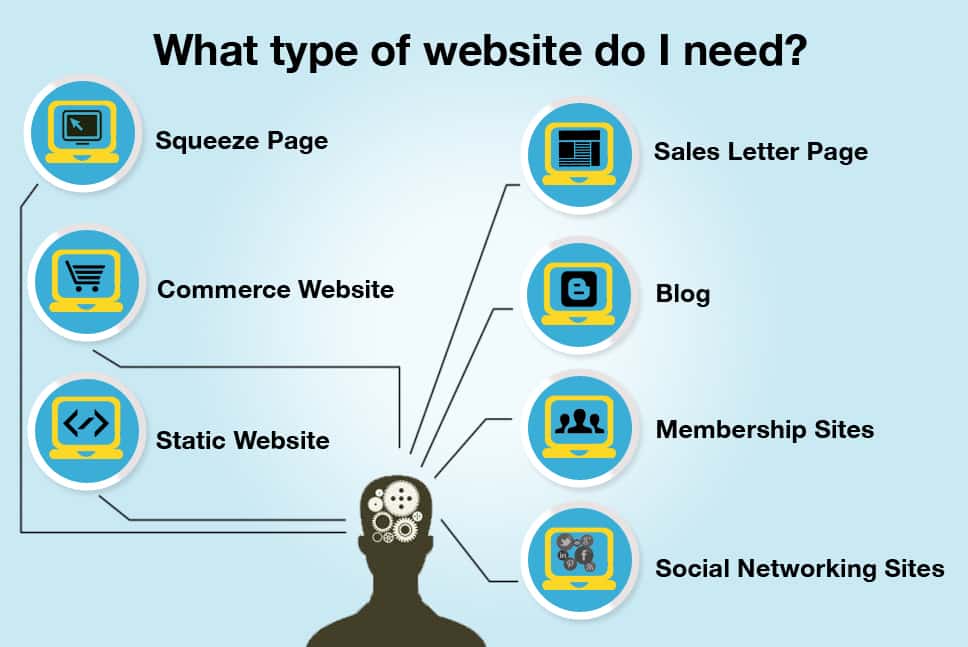 What type of website do I need?
Squeeze Page
Commerce Website
Static Website
Sales Letter Page
Blog
Membership Sites
Social Networking Sites